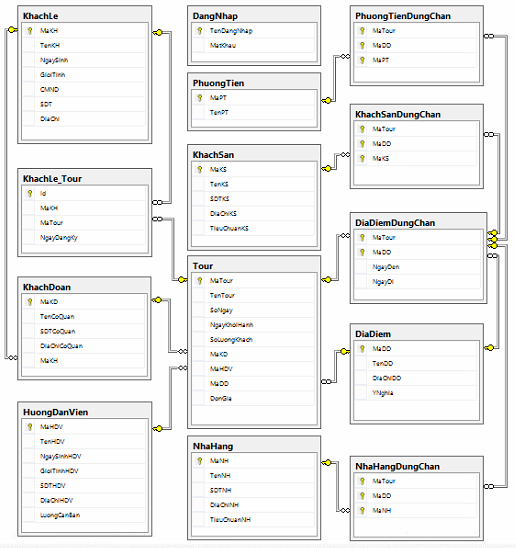 KhachLe
MaKH
TenKH
NgaySinh
GioiTinh
CMND
SDT
DiaChi
KhachLe_Tour
Id
MaKH
MaTour
NgayDangKy
KhachDoan
MaKD
TenCoQuan
SDTCoQuan
DiaChiCoQuan
MaKH
HuongDanVien
MaHDV
TenHDV
NgaySinhHDV
GioiTinhHDV
SDTHDV
DiaChiHDV
LuongCanBan
DangNhap
TenDangNhap
MatKhau
PhuongTien
MaPT
TenPT
KhachSan
MaKS
TenKS
SDTKS
DiaChiKS
TieuChuanKS
Tour
MaTour
TenTour
SoNgay
NgayKhoiHanh
SoLuongKhach
MaKD
MaHDV
MaDD
DonGia
NhaHang
MaNH
TenNH
SDTNH
DiaChiNH
TieuChuanNH
PhuongTienDungChan
MaTour
MaDD
MaPT
KhachSanDungChan
MaTour
MaDD
MaKS
DiaDiemDungChan
MaTour
MaDD
NgayDen
NgayDi
DiaDiem
MaDD
TenDD
DiaChiDD
YNghia
NhaHangDungChan
MaTour
MaDD
MaNH